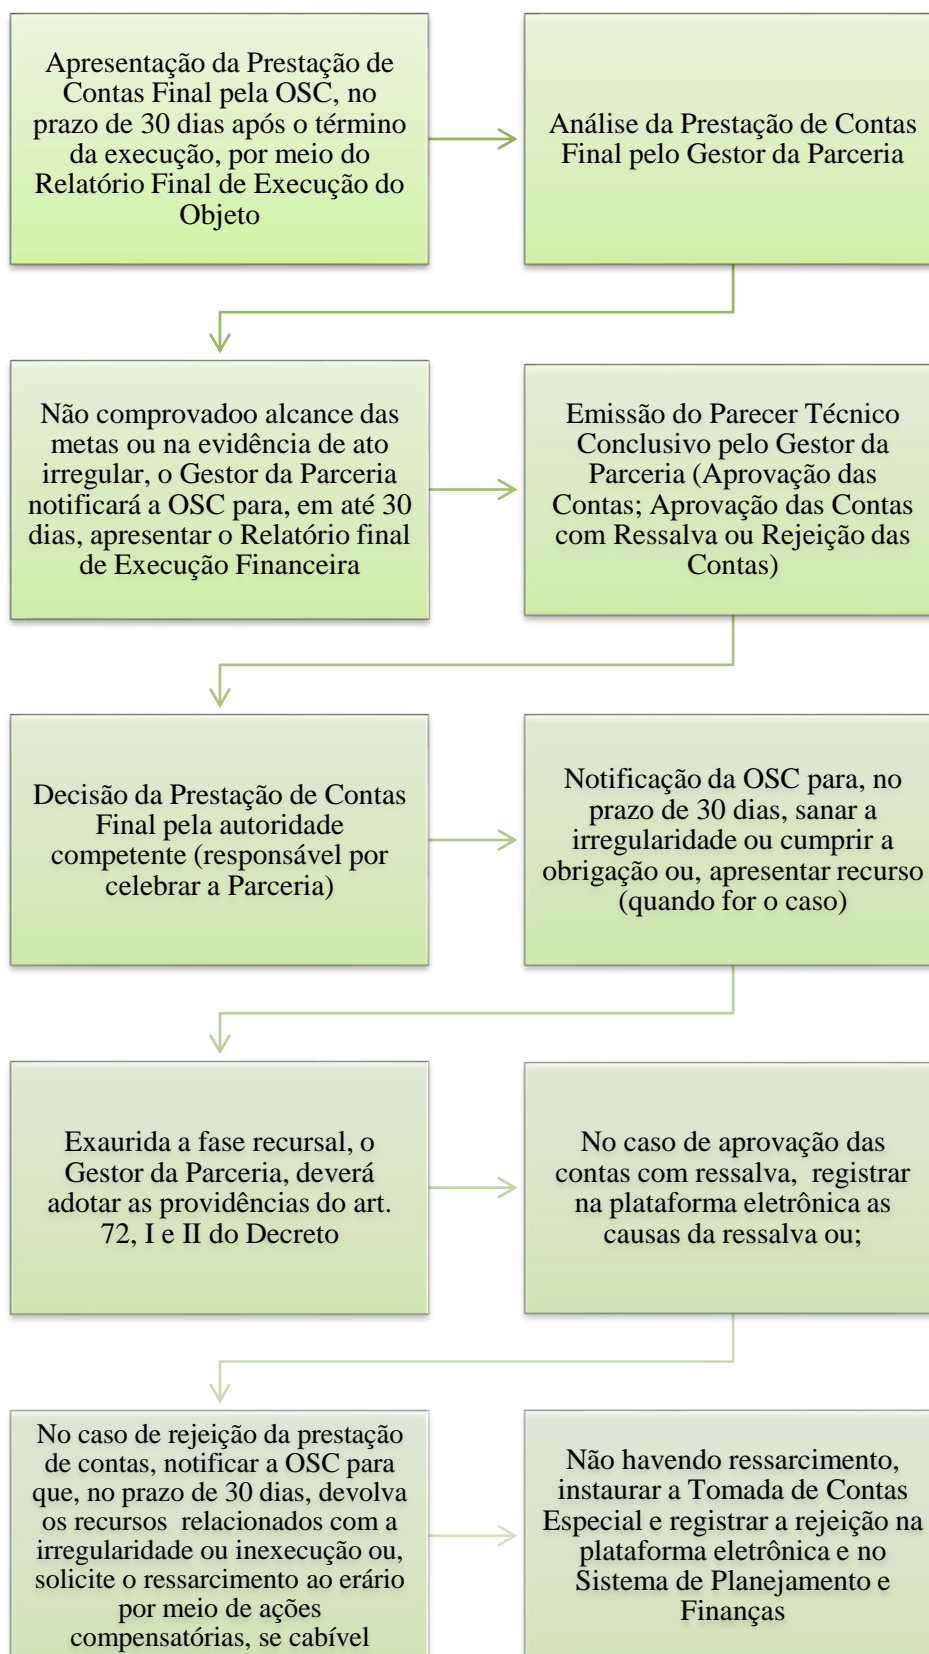 Apresentação da Prestação de
Contas Final pela OSC, no
prazo de 30 dias após o término
da execução, por meio do
Relatório Final de Execução do
Objeto
Análise da Prestação de Contas
Final pelo Gestor da Parceria
Não comprovadoo alcance das
metas ou na evidência de ato
irregular, o Gestor da Parceria
notificará a OSC para, em até 30
dias, apresentar o Relatório final
de Execução Financeira
Emissão do Parecer Técnico
Conclusivo pelo Gestor da
Parceria (Aprovação das
Contas; Aprovação das Contas
com Ressalva ou Rejeição das
Contas)
Decisão da Prestação de Contas
Final pela autoridade
competente (responsável por
celebrar a Parceria)
Notificação da OSC para, no
prazo de 30 dias, sanar a
irregularidade ou cumprir a
obrigação ou, apresentar recurso
(quando for o caso)
Exaurida a fase recursal, o
Gestor da Parceria, deverá
adotar as providências do art.
72, I e II do Decreto
No caso de aprovação das
contas com ressalva, registrar
na plataforma eletrônica as
causas da ressalva ou;
No caso de rejeição da prestação
de contas, notificar a OSC para
que, no prazo de 30 dias, devolva
os recursos relacionados com a
irregularidade ou inexecução ou,
solicite o ressarcimento ao erário
por meio de ações
compensatórias, se cabível
Não havendo ressarcimento,
instaurar a Tomada de Contas
Especial e registrar a rejeição na
plataforma eletrônica e no
Sistema de Planejamento e
Finanças